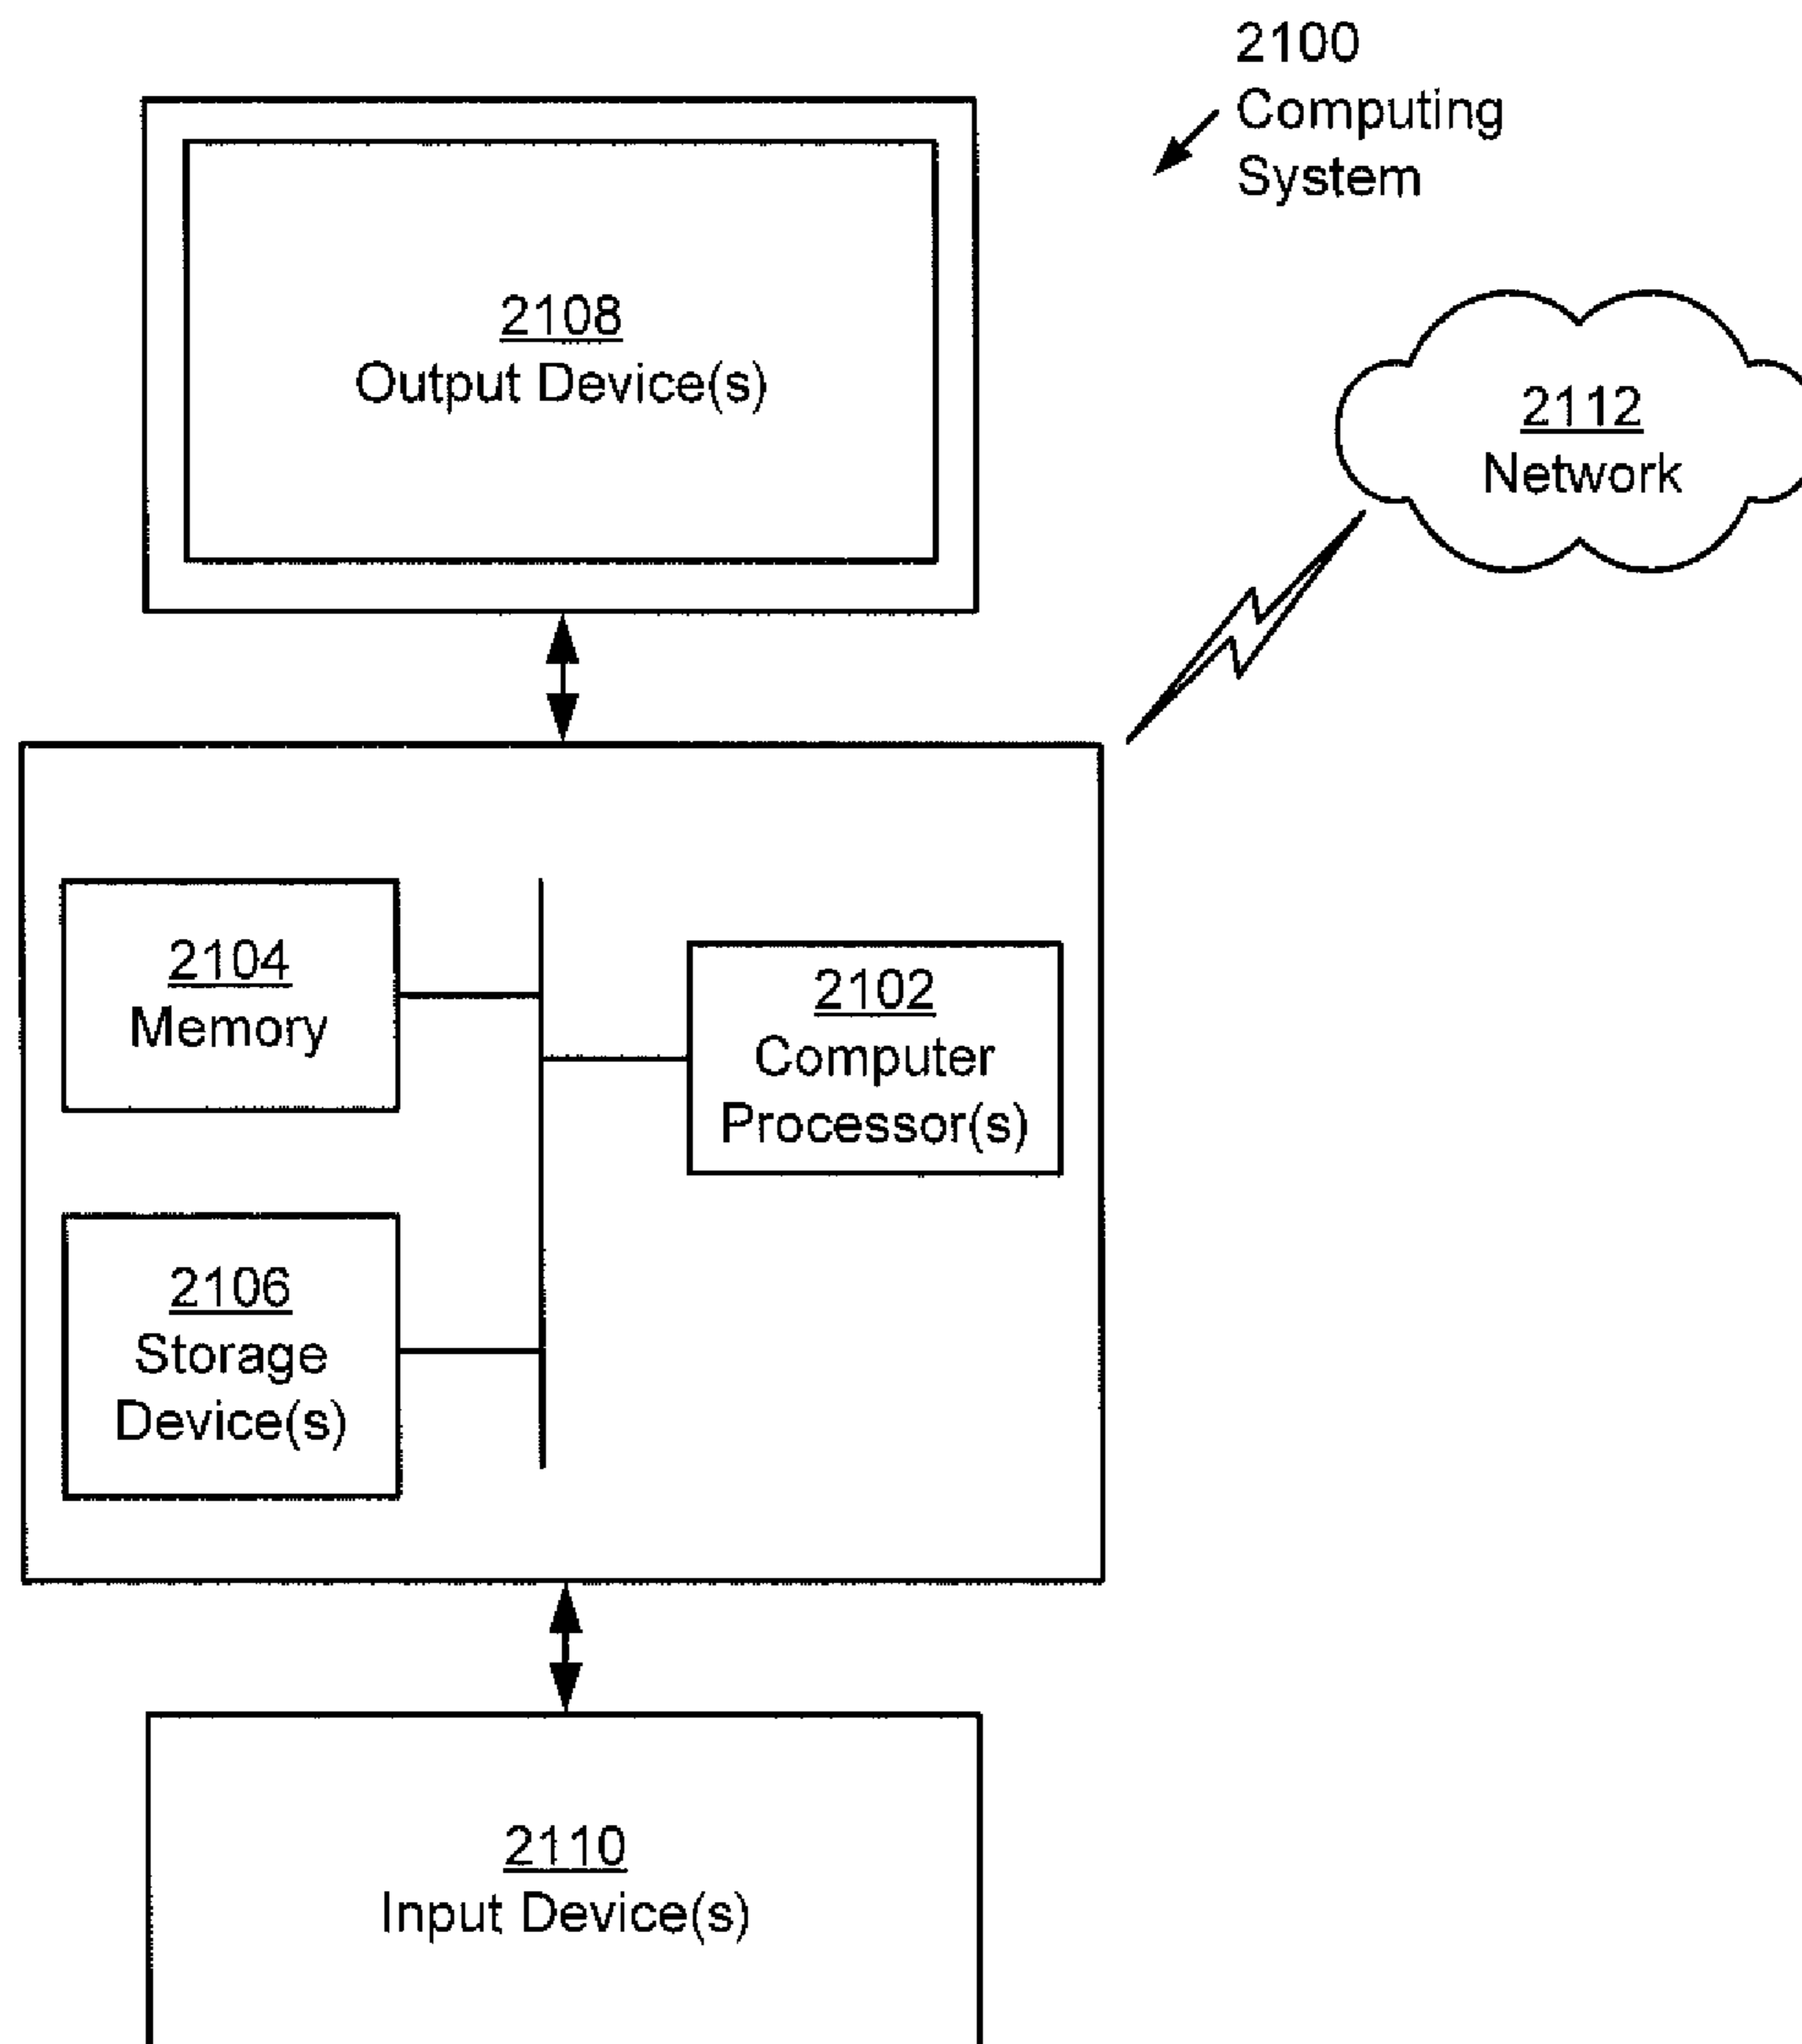 2100
Computing
System
2108
Output Device(s)
2112
Network
2104
Memory
2102
Computer
Processor(s)
2106
Storage
Device(s)
2110
Input Device(s)